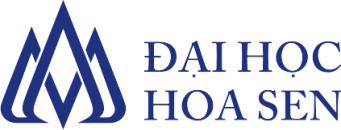 ĐẠI HỌC
HOA SEN